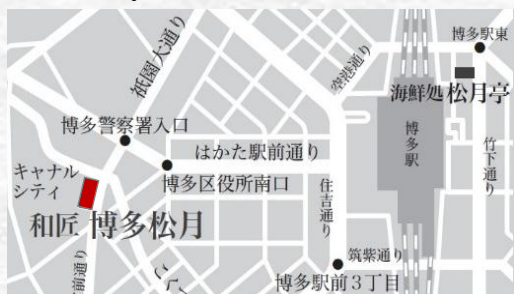 博多駅東
祇園大通り
空港通り
海鮮処 松月亭
博多警察署入口
はかた駅前通り
博多駅
竹下通り
キャナル
シティ
博多区役所南口
住吉通り
和匠 博多松月
筑紫通り
博多駅前3丁目
前通り